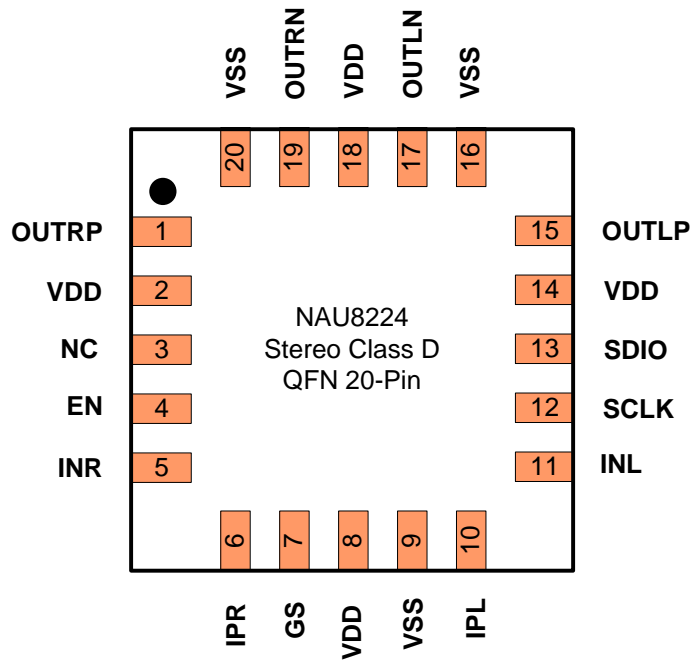 VSS
OUTRN
VDD
OUTLN
VSS
20
19
18
17
16
OUTRP
1
15
OUTLP
VDD
2
14
VDD
NC
3
13
SDIO
EN
4
12
SCLK
INR
5
11
INL
NAU8224
Stereo Class D
QFN 20-Pin
6
7
8
9
10
IPR
GS
VDD
VSS
IPL